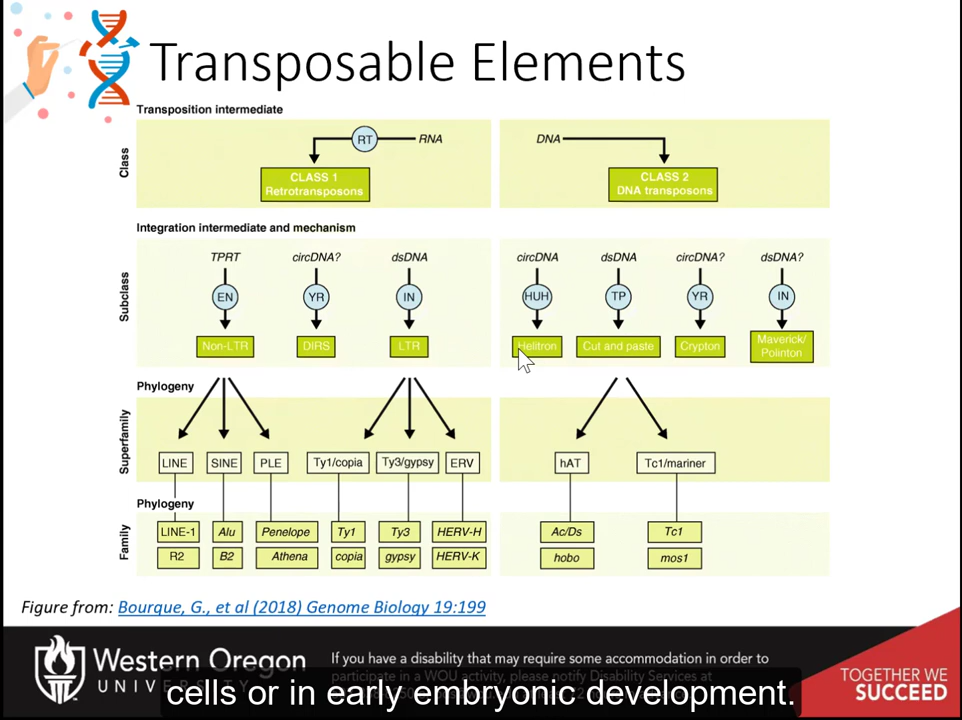 Transposable Elements
Transposition intermediate
Class
RT
RNA
DNA
CLASS 1
Retrotransposons
CLASS 2
DNA transposons
Integration intermediate and mechanism
Subclass
TPRT circDNA? dsDNA circDNA dsDNA circDNA? dsDNA?
EN YR IN HUH TP YR IN
Non-LTR DIRS LTR Helitron Cut and paste Crypton Maverick/
Polinton
Phylogeny
Superfamily
LINE SINE PLE Ty1/copia Ty3/gypsy ERV hAT Tc1/mariner
Phylogeny
Family
LINE-1 Alu Penelope Ty1 Ty3 HERV-H Ac/Ds Tc1
R2 B2 Athena copia gypsy HERV-K hobo mos1
Figure from: Bourque, G., et al (2018) Genome Biology 19:199
Western Oregon
UNIVERSITY
If you have a disability that may require some accommodation in order to
participate in a WOU activity, please notify Disability Services at
TOGETHER WE
SUCCEED
cells or in early embryonic development.